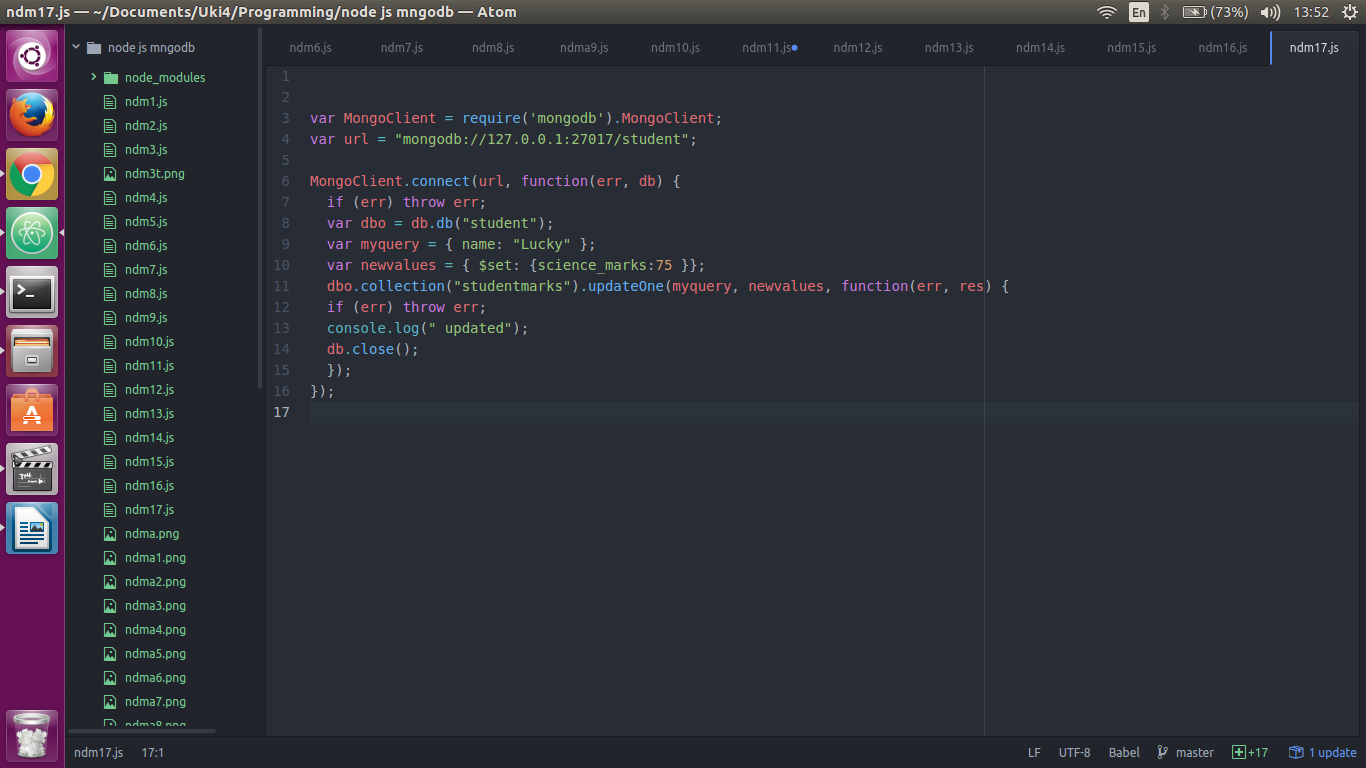 ndm17.js — ~/Documents/Uki4/Programming/node js mngodb — Atom
En
(73%)
13:52
node js mngodb
node_modules
ndm1.js
ndm2.js
ndm3.js
ndm3t.png
ndm4.js
ndm5.js
ndm6.js
ndm7.js
ndm8.js
ndm9.js
ndm10.js
ndm11.js
ndm12.js
ndm13.js
ndm14.js
ndm15.js
ndm16.js
ndm17.js
ndma.png
ndma1.png
ndma2.png
ndma3.png
ndma4.png
ndma5.png
ndma6.png
ndma7.png
ndma8.png
ndm6.js ndm7.js ndm8.js ndma9.js ndm10.js ndm11.js ndm12.js ndm13.js ndm14.js ndm15.js ndm16.js ndm17.js
1
2
3 var MongoClient = require('mongodb').MongoClient;
4 var url = "mongodb://127.0.0.1:27017/student";
5
6 MongoClient.connect(url, function(err, db) {
7   if (err) throw err;
8   var dbo = db.db("student");
9   var myquery = { name: "Lucky" };
10   var newvalues = { $set: {science_marks:75 }};
11   dbo.collection("studentmarks").updateOne(myquery, newvalues, function(err, res) {
12   if (err) throw err;
13   console.log(" updated");
14   db.close();
15   });
16 });
17
ndm17.js 17:1
LF UTF-8 Babel master +17 1 update